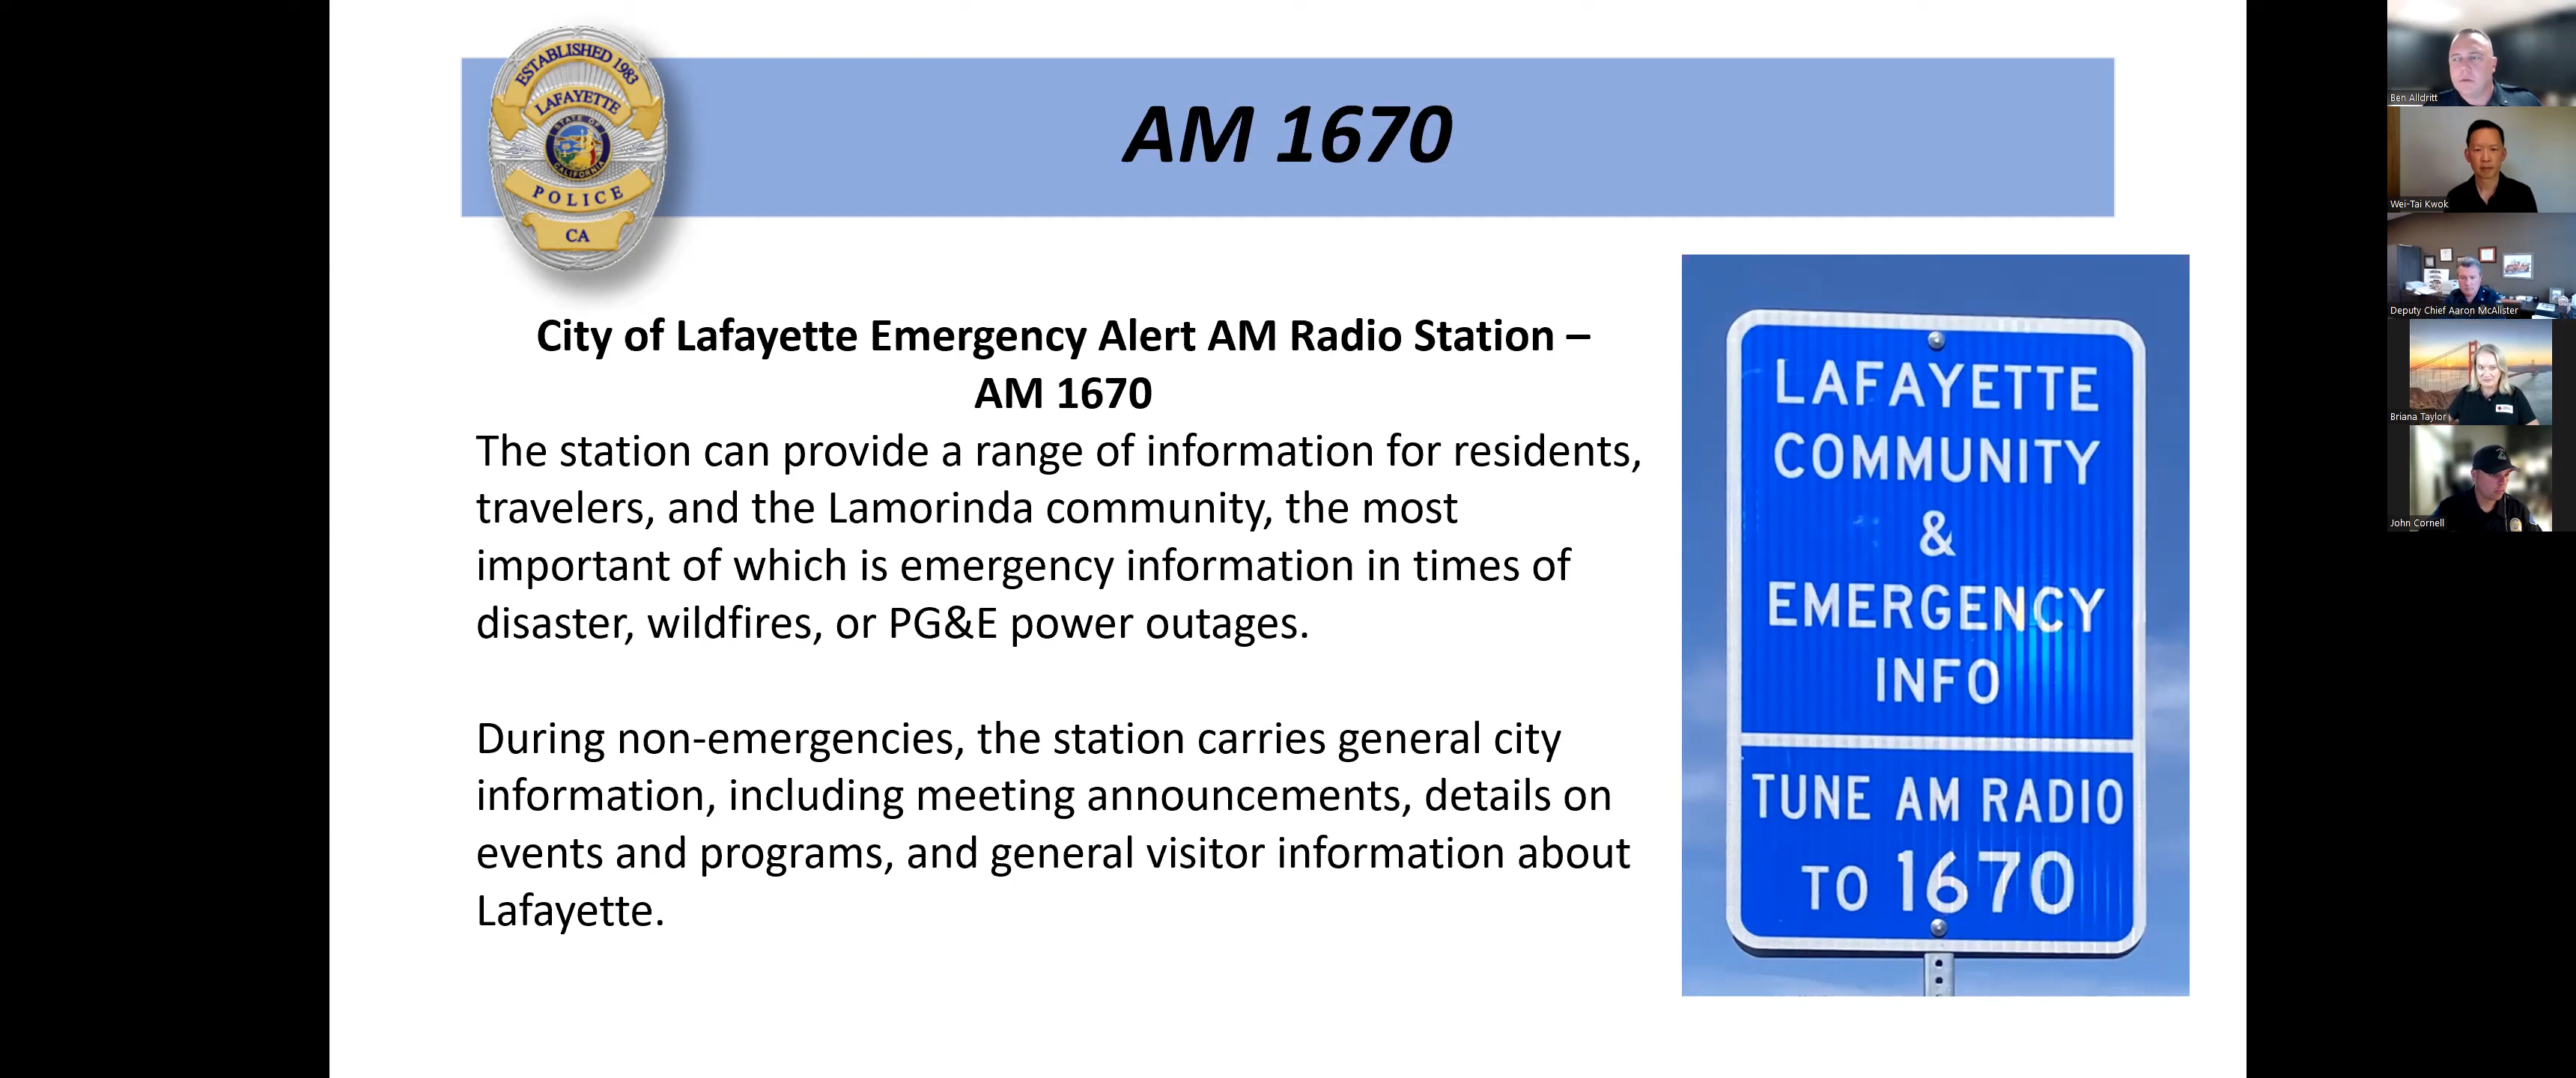 ESTABLISHED 1983
LAFAYETTE
STATE OF
CALIFORNIA
POLICE
CA
AM 1670
City of Lafayette Emergency Alert AM Radio Station –
AM 1670
The station can provide a range of information for residents,
travelers, and the Lamorinda community, the most
important of which is emergency information in times of
disaster, wildfires, or PG&E power outages.
During non-emergencies, the station carries general city
information, including meeting announcements, details on
events and programs, and general visitor information about
Lafayette.
LAFAYETTE
COMMUNITY
&
EMERGENCY
INFO
TUNE AM RADIO
TO 1670
Ben Alldritt
Wei-Tai Kwok
Deputy Chief Aaron McAlister
Briana Taylor
John Cornell